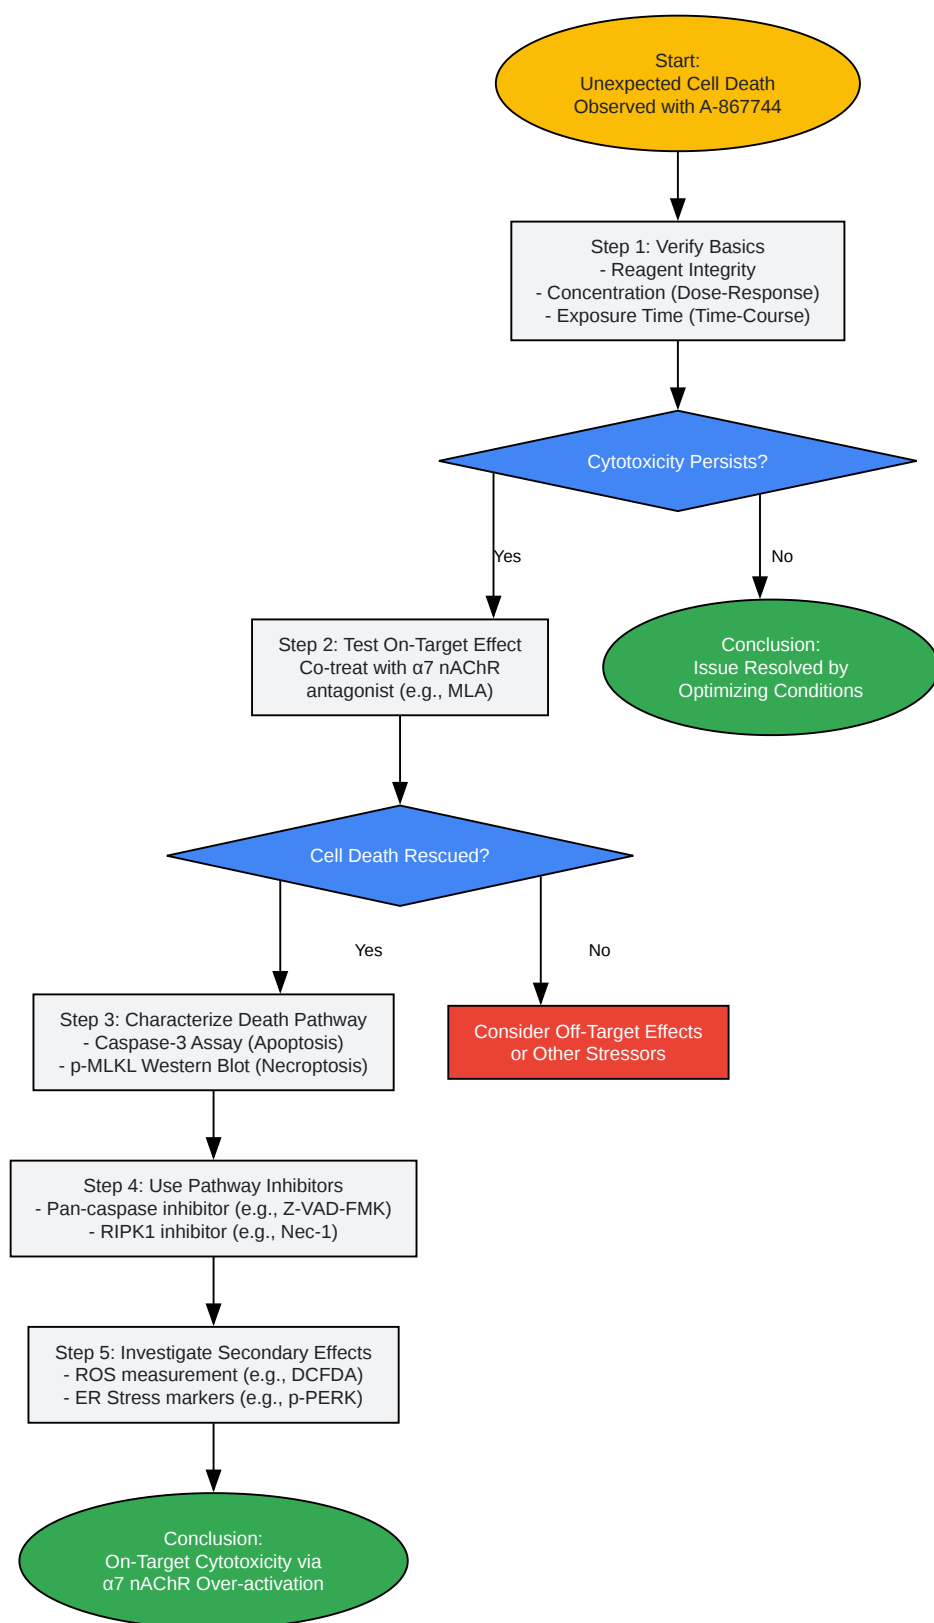 Start:
Unexpected Cell Death
Observed with A-867744
Step 1: Verify Basics
- Reagent Integrity
- Concentration (Dose-Response)
- Exposure Time (Time-Course)
Cytotoxicity Persists?
Yes
No
Step 2: Test On-Target Effect
Co-treat with α7 nAChR
antagonist (e.g., MLA)
Conclusion:
Issue Resolved by
Optimizing Conditions
Cell Death Rescued?
Yes
No
Step 3: Characterize Death Pathway
- Caspase-3 Assay (Apoptosis)
- p-MLKL Western Blot (Necroptosis)
Consider Off-Target Effects
or Other Stressors
Step 4: Use Pathway Inhibitors
- Pan-caspase inhibitor (e.g., Z-VAD-FMK)
- RIPK1 inhibitor (e.g., Nec-1)
Step 5: Investigate Secondary Effects
- ROS measurement (e.g., DCFDA)
- ER Stress markers (e.g., p-PERK)
Conclusion:
On-Target Cytotoxicity via
α7 nAChR Over-activation